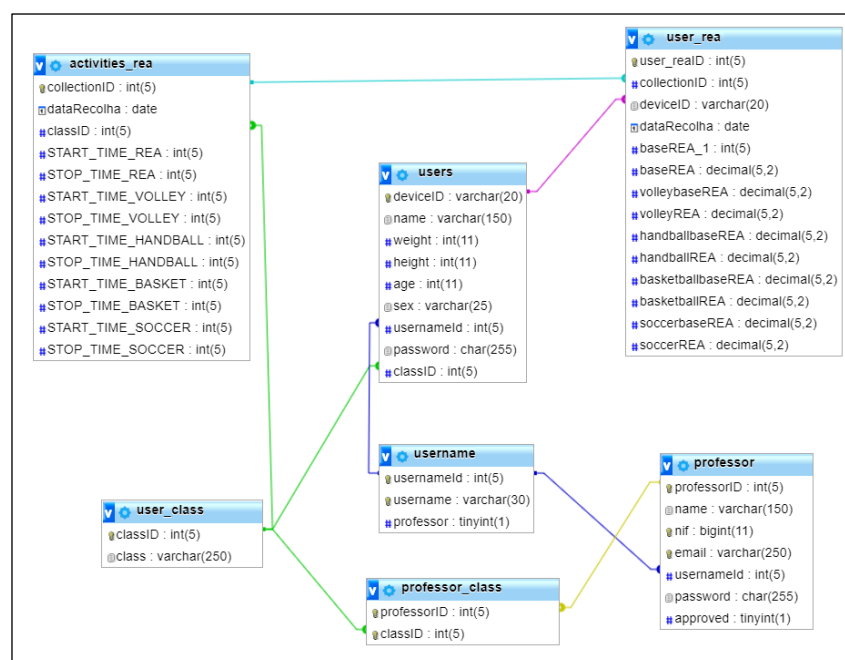 activities_rea
collectionID : int(5)
dataRecolha : date
classID : int(5)
START_TIME_REA : int(5)
STOP_TIME_REA : int(5)
START_TIME_VOLLEY : int(5)
STOP_TIME_VOLLEY : int(5)
START_TIME_HANDBALL : int(5)
STOP_TIME_HANDBALL : int(5)
START_TIME_BASKET : int(5)
STOP_TIME_BASKET : int(5)
START_TIME_SOCCER : int(5)
STOP_TIME_SOCCER : int(5)
user_rea
user_reaID : int(5)
collectionID : int(5)
deviceID : varchar(20)
dataRecolha : date
baseREA_1 : int(5)
baseREA : decimal(5,2)
volleybaseREA : decimal(5,2)
volleyREA : decimal(5,2)
handballbaseREA : decimal(5,2)
handballREA : decimal(5,2)
basketballbaseREA : decimal(5,2)
basketballREA : decimal(5,2)
soccerbaseREA : decimal(5,2)
soccerREA : decimal(5,2)
users
deviceID : varchar(20)
name : varchar(150)
weight : int(11)
height : int(11)
age : int(11)
sex : varchar(25)
usernameId : int(5)
password : char(255)
classID : int(5)
username
usernameId : int(5)
username : varchar(30)
professor : tinyint(1)
professor
professorID : int(5)
name : varchar(150)
nif : bigint(11)
email : varchar(250)
usernameId : int(5)
password : char(255)
approved : tinyint(1)
user_class
classID : int(5)
class : varchar(250)
professor_class
professorID : int(5)
classID : int(5)